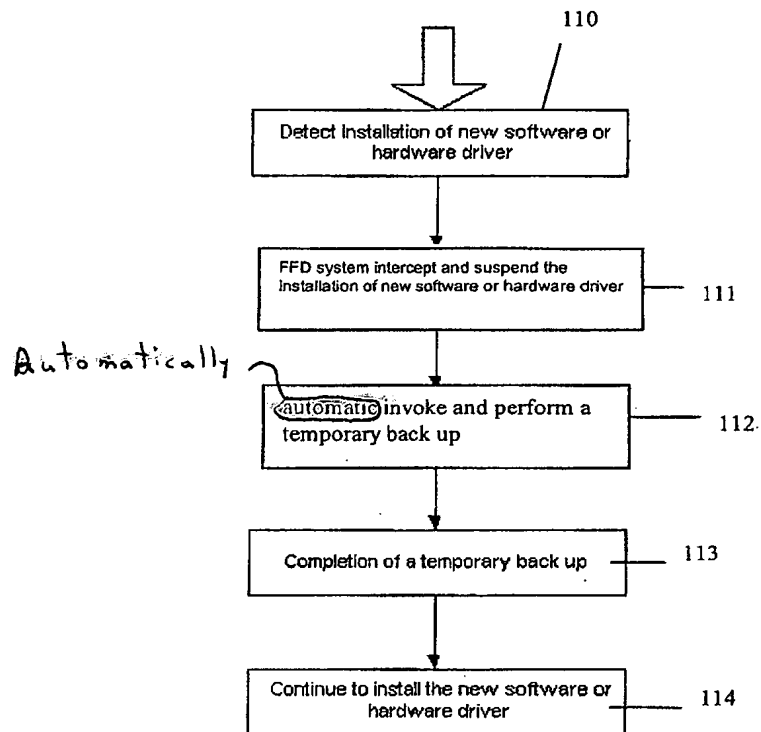 110
Detect Installation of new software or
hardware driver
FFD system intercept and suspend the
Installation of new software or hardware driver
111
Automatically
automatic invoke and perform a
temporary back up
112
Completion of a temporary back up
113
Continue to install the new software or
hardware driver
114